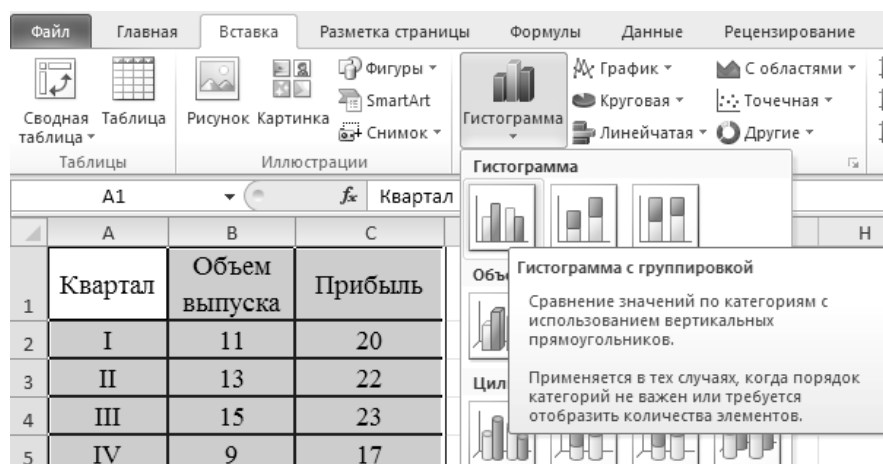 Файл Главная Вставка Разметка страницы Формулы Данные Рецензирование
Сводная таблица Таблица Рисунок Картинка Фигуры SmartArt Снимок Гистограмма График Круговая Линейчатая С областями Точечная Другие
Таблицы Иллюстрации
Гистограмма
A1 fx Квартал
A B C H
1 Квартал Объем выпуска Прибыль
2 I 11 20
3 II 13 22
4 III 15 23
5 IV 9 17
Гистограмма с группировкой
Сравнение значений по категориям с
использованием вертикальных
прямоугольников.
Применяется в тех случаях, когда порядок
категорий не важен или требуется
отобразить количества элементов.